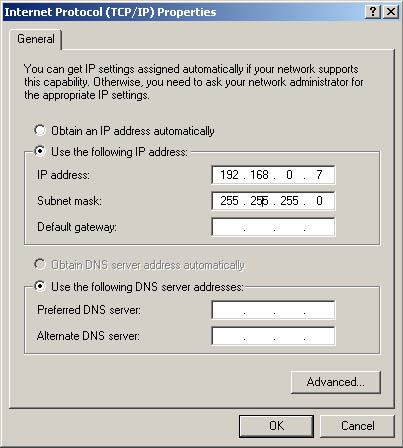 Internet Protocol (TCP/IP) Properties
General
You can get IP settings assigned automatically if your network supports
this capability. Otherwise, you need to ask your network administrator for
the appropriate IP settings.
Obtain an IP address automatically
Use the following IP address:
IP address: 192 . 168 . 0 . 7
Subnet mask: 255 . 255 . 255 . 0
Default gateway: . . .
Obtain DNS server address automatically
Use the following DNS server addresses:
Preferred DNS server: . . .
Alternate DNS server: . . .
Advanced...
OK Cancel